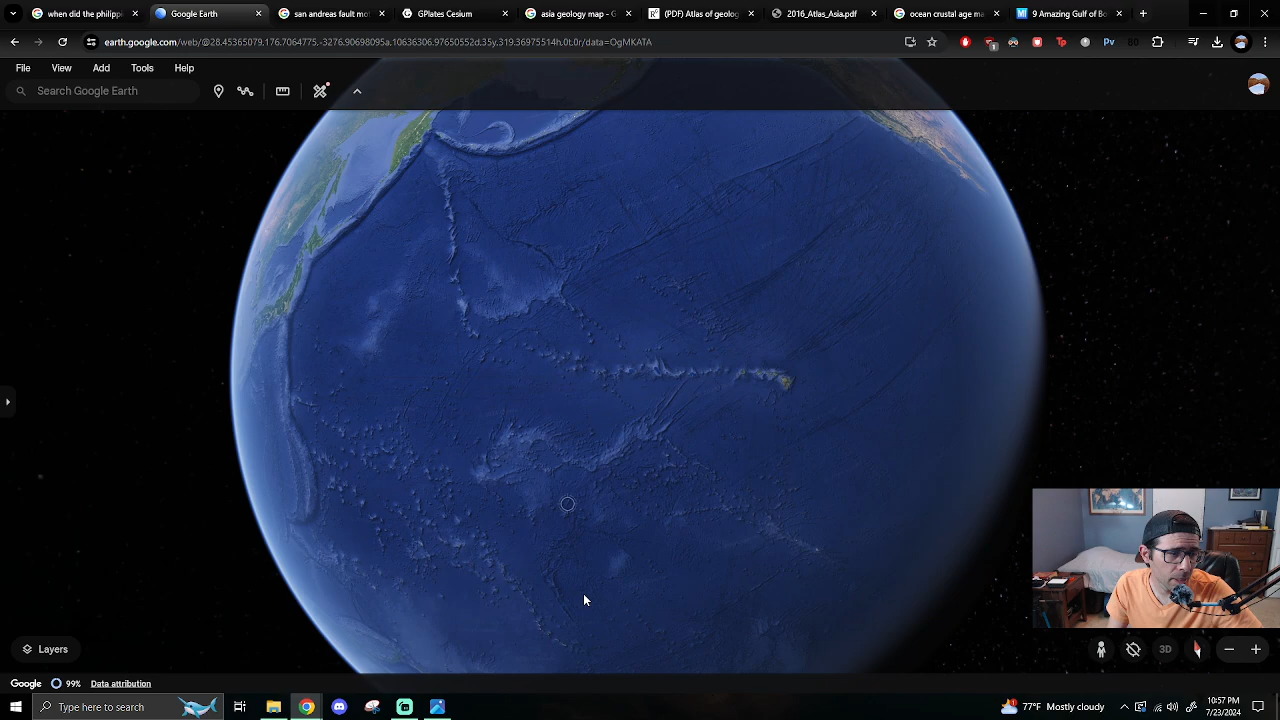 when did the philipp
Google Earth
san andreas fault mo
GPlates Cesium
asia geology map - G
(PDF) Atlas of geolog
2016_Atlas_Asia.pdf
ocean crustal age ma
9 Amazing Gulf of Bo
earth.google.com/web/@28.45365079,176.7064775,.3276.90698095a,10636306.97650552d,35y,319.36975514h,0t,0r/data=OgMKATA
File View Add Tools Help
Search Google Earth
Layers
3D
Google 99% Data attribution
Type here to search
77°F Mostly cloudy
10:57 PM
7/23/2024